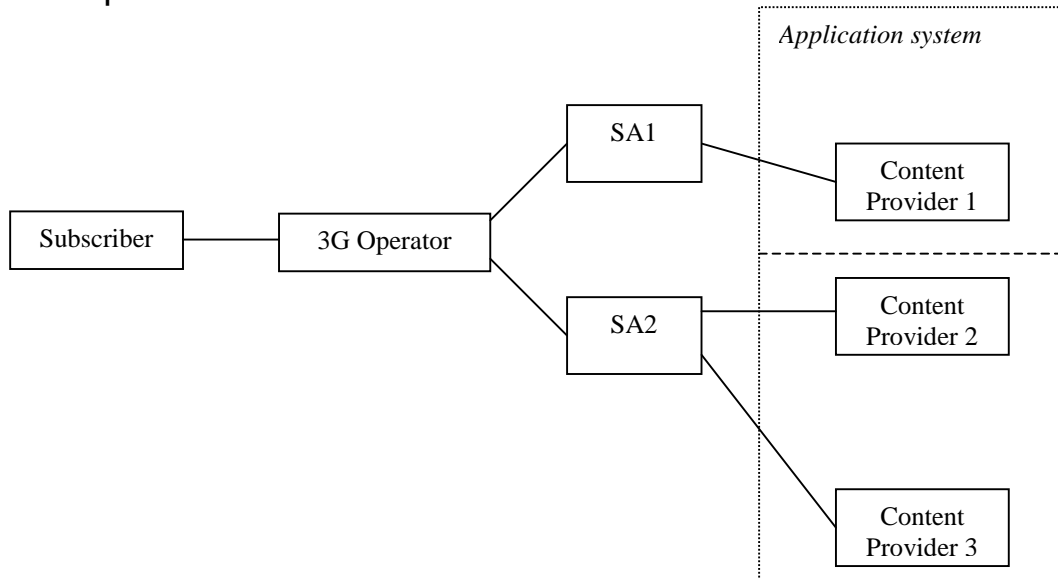 Application system
SA1
Content
Provider 1
Subscriber
3G Operator
Content
Provider 2
SA2
Content
Provider 3